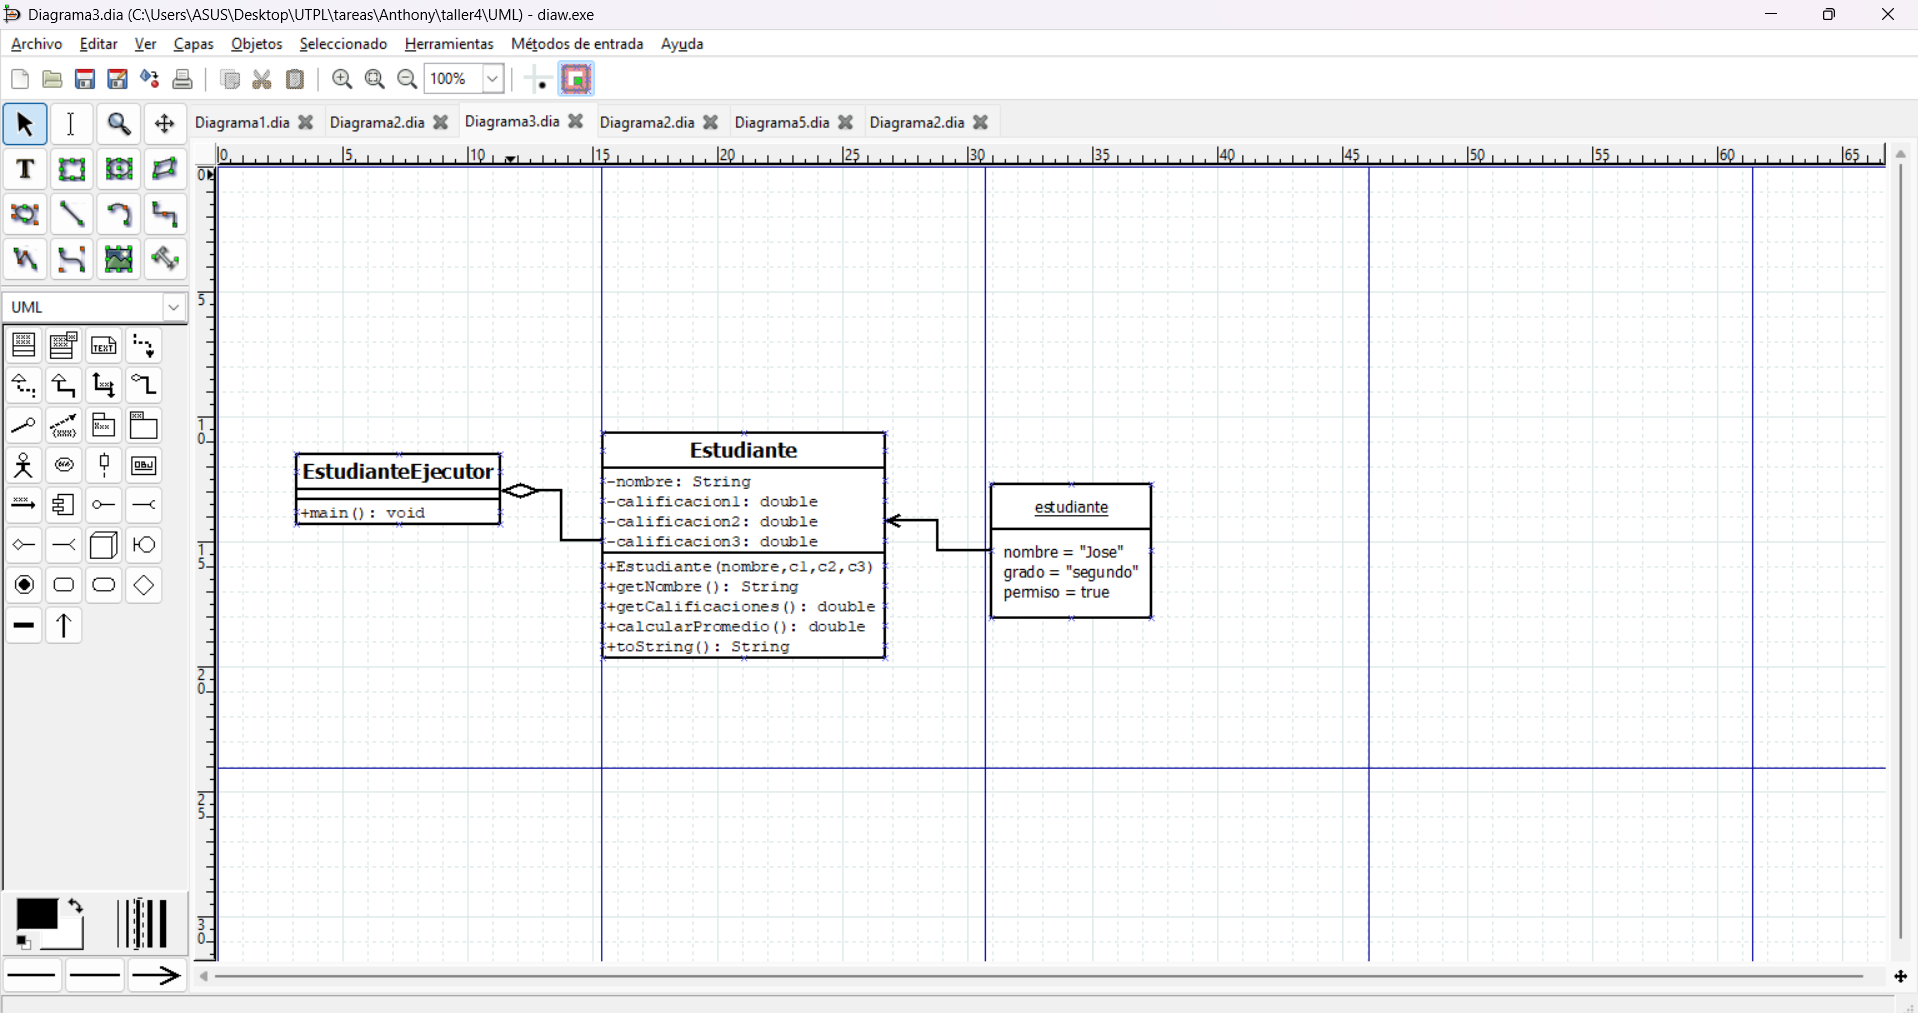 Diagrama3.dia (C:\Users\ASUS\Desktop\UTPL\tareas\Anthony\taller4\UML) - diaw.exe
Archivo Editar Ver Capas Objetos Seleccionado Herramientas Métodos de entrada Ayuda
100%
Diagrama1.dia Diagrama2.dia Diagrama3.dia Diagrama2.dia Diagrama5.dia Diagrama2.dia
0 5 10 15 20 25 30 35 40 45 50 55 60 65
T
UML
TEXT
OBJ
0
5
10
15
20
25
30
EstudianteEjecutor
+main(): void
Estudiante
-nombre: String
-calificacion1: double
-calificacion2: double
-calificacion3: double
+Estudiante(nombre,c1,c2,c3)
+getNombre(): String
+getCalificaciones(): double
+calcularPromedio(): double
+toString(): String
estudiante
nombre = "Jose"
grado = "segundo"
permiso = true